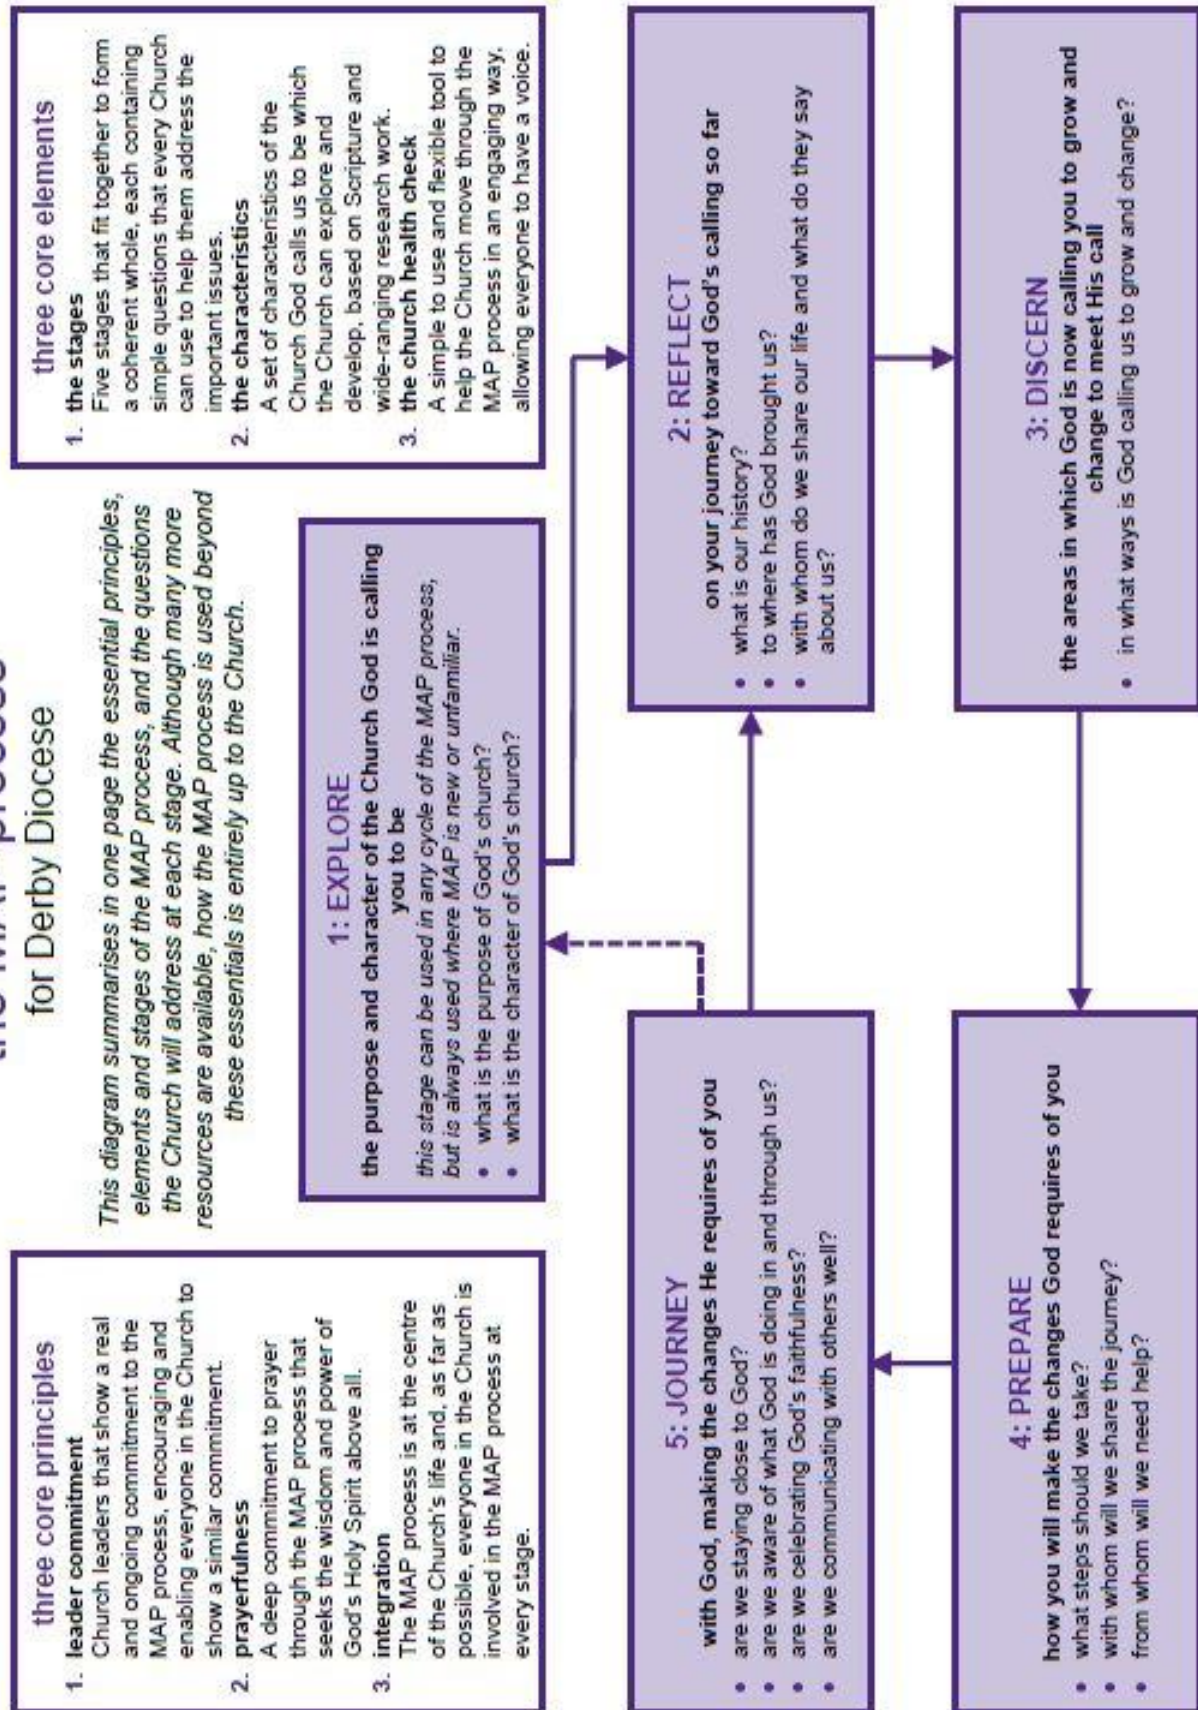 the MAP process
for Derby Diocese
three core principles
1. leader commitment
Church leaders that show a real
and ongoing commitment to the
MAP process, encouraging and
enabling everyone in the Church to
show a similar commitment.
2. prayerfulness
A deep commitment to prayer
through the MAP process that
seeks the wisdom and power of
God's Holy Spirit above all.
3. integration
The MAP process is at the centre
of the Church's life and, as far as
possible, everyone in the Church is
involved in the MAP process at
every stage.
This diagram summarises in one page the essential principles,
elements and stages of the MAP process, and the questions
the Church will address at each stage. Although many more
resources are available, how the MAP process is used beyond
these essentials is entirely up to the Church.
three core elements
1. the stages
Five stages that fit together to form
a coherent whole, each containing
simple questions that every Church
can use to help them address the
important issues.
2. the characteristics
A set of characteristics of the
Church God calls us to be which
the Church can explore and
develop, based on Scripture and
wide-ranging research work.
3. the church health check
A simple to use and flexible tool to
help the Church move through the
MAP process in an engaging way,
allowing everyone to have a voice.
1: EXPLORE
the purpose and character of the Church God is calling
you to be
this stage can be used in any cycle of the MAP process,
but is always used where MAP is new or unfamiliar.
• what is the purpose of God's church?
• what is the character of God's church?
5: JOURNEY
with God, making the changes He requires of you
• are we staying close to God?
• are we aware of what God is doing in and through us?
• are we celebrating God's faithfulness?
• are we communicating with others well?
2: REFLECT
on your journey toward God's calling so far
• what is our history?
• to where has God brought us?
• with whom do we share our life and what do they say
about us?
4: PREPARE
how you will make the changes God requires of you
• what steps should we take?
• with whom will we share the journey?
• from whom will we need help?
3: DISCERN
the areas in which God is now calling you to grow and
change to meet His call
• in what ways is God calling us to grow and change?